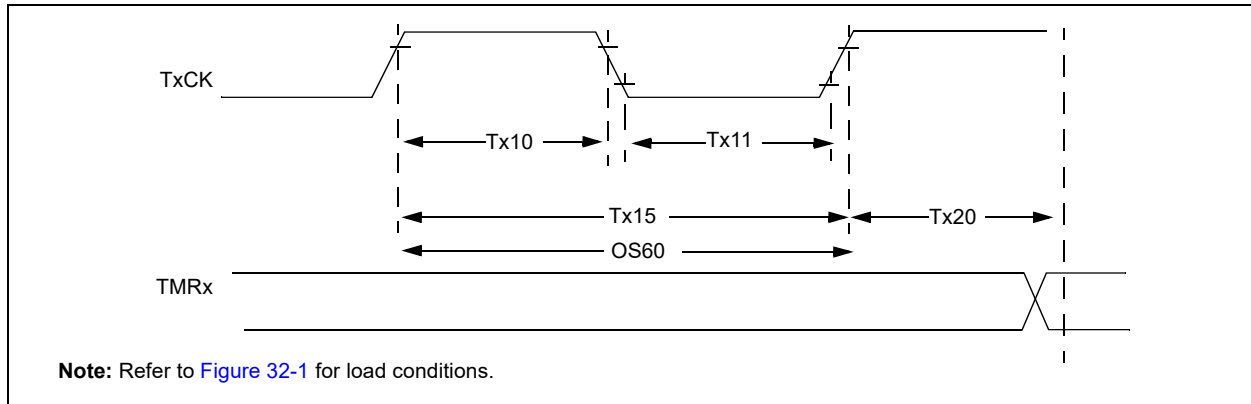 TxCK
Tx10
Tx11
Tx15
Tx20
OS60
TMRx
Note: Refer to Figure 32-1 for load conditions.